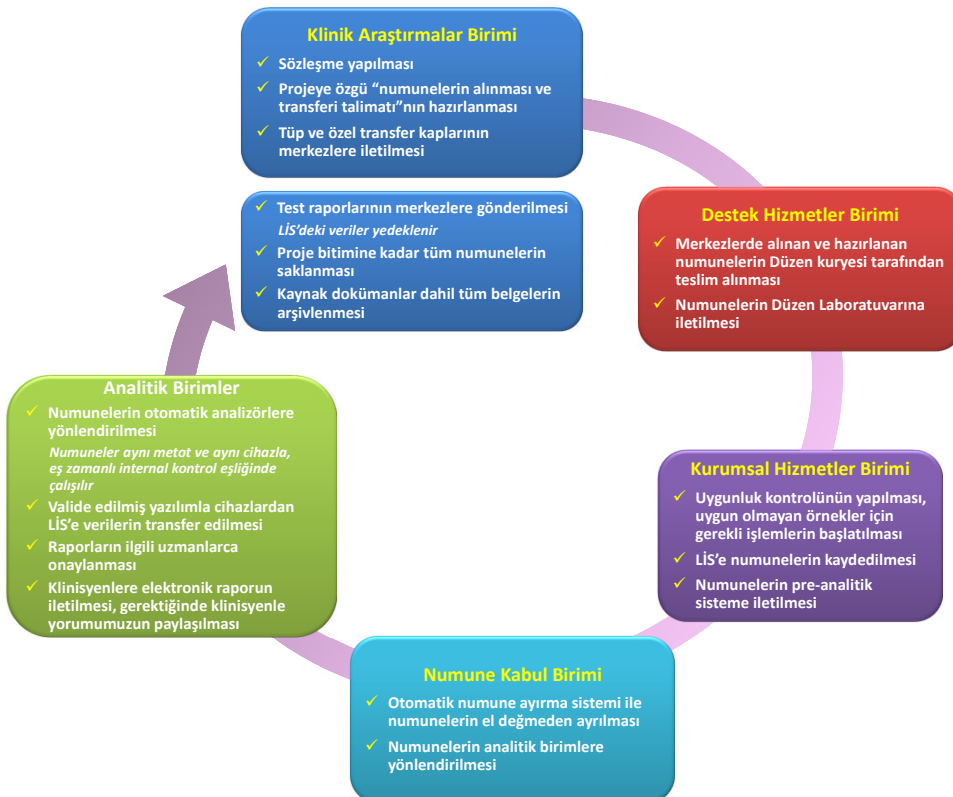 Klinik Araştırmalar Birimi
✓ Sözleşme yapılması
✓ Projeye özgü “numunelerin alınması ve
transferi talimatı”nın hazırlanması
✓ Tüp ve özel transfer kaplarının
merkezlere iletilmesi
✓ Test raporlarının merkezlere gönderilmesi
LİS’deki veriler yedeklenir
✓ Proje bitimine kadar tüm numunelerin
saklanması
✓ Kaynak dokümanlar dahil tüm belgelerin
arşivlenmesi
Destek Hizmetler Birimi
✓ Merkezlerde alınan ve hazırlanan
numunelerin Düzen kuryesi tarafından
teslim alınması
✓ Numunelerin Düzen Laboratuvarına
iletilmesi
Kurumsal Hizmetler Birimi
✓ Uygunluk kontrolünün yapılması,
uygun olmayan örnekler için
gerekli işlemlerin başlatılması
✓ LİS’e numunelerin kaydedilmesi
✓ Numunelerin pre-analitik
sisteme iletilmesi
Numune Kabul Birimi
✓ Otomatik numune ayırma sistemi ile
numunelerin el değmeden ayrılması
✓ Numunelerin analitik birimlere
yönlendirilmesi
Analitik Birimler
✓ Numunelerin otomatik analizörlere
yönlendirilmesi
Numuneler aynı metot ve aynı cihazla,
eş zamanlı internal kontrol eşliğinde
çalışılır
✓ Valide edilmiş yazılımla cihazlardan
LİS’e verilerin transfer edilmesi
✓ Raporların ilgili uzmanlarca
onaylanması
✓ Klinisyenlere elektronik raporun
iletilmesi, gerektiğinde klinisyenle
yorumumuzun paylaşılması